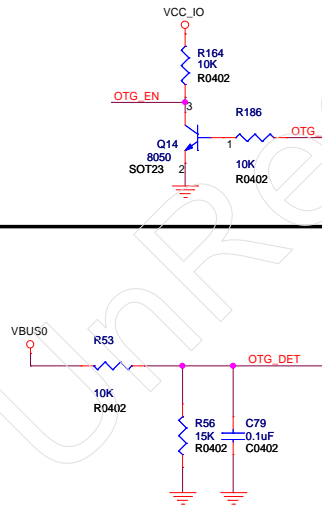 VCC_IO
R164
10K
R0402
OTG_EN
3
R186
OTG_
1
Q14
8050
SOT23
2
10K
R0402
VBUS0
R53
OTG_DET
10K
R0402
R56
15K
R0402
C79
0.1uF
C0402